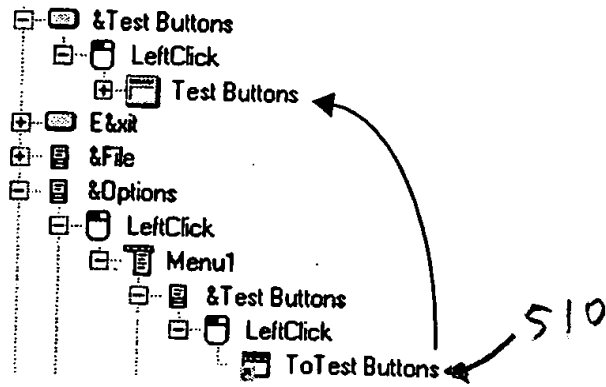 &Test Buttons
LeftClick
Test Buttons
E&xit
&File
&Options
LeftClick
Menu1
&Test Buttons
LeftClick
ToTest Buttons
510